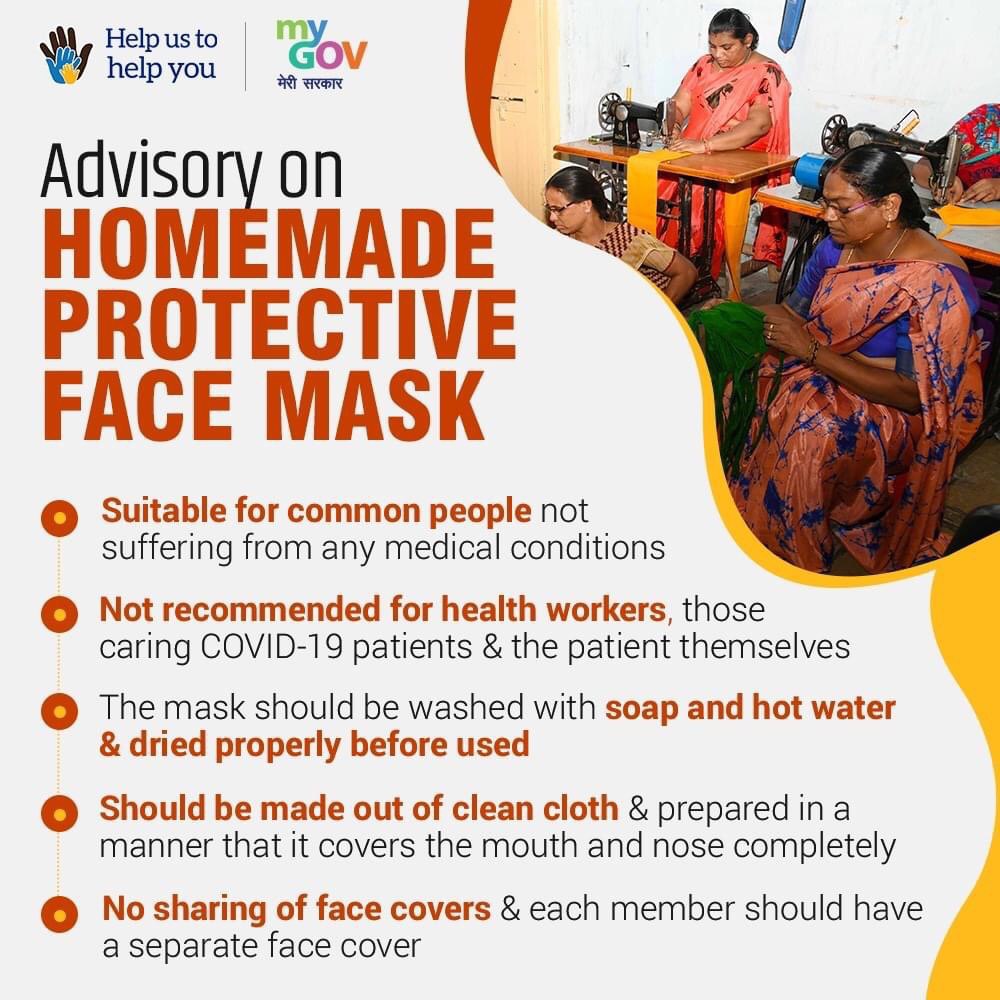 Help us to
help you
my
GOV
मेरी सरकार
Advisory on
HOMEMADE
PROTECTIVE
FACE MASK
Suitable for common people not
suffering from any medical conditions
Not recommended for health workers, those
caring COVID-19 patients & the patient themselves
The mask should be washed with soap and hot water
& dried properly before used
Should be made out of clean cloth & prepared in a
manner that it covers the mouth and nose completely
No sharing of face covers & each member should have
a separate face cover